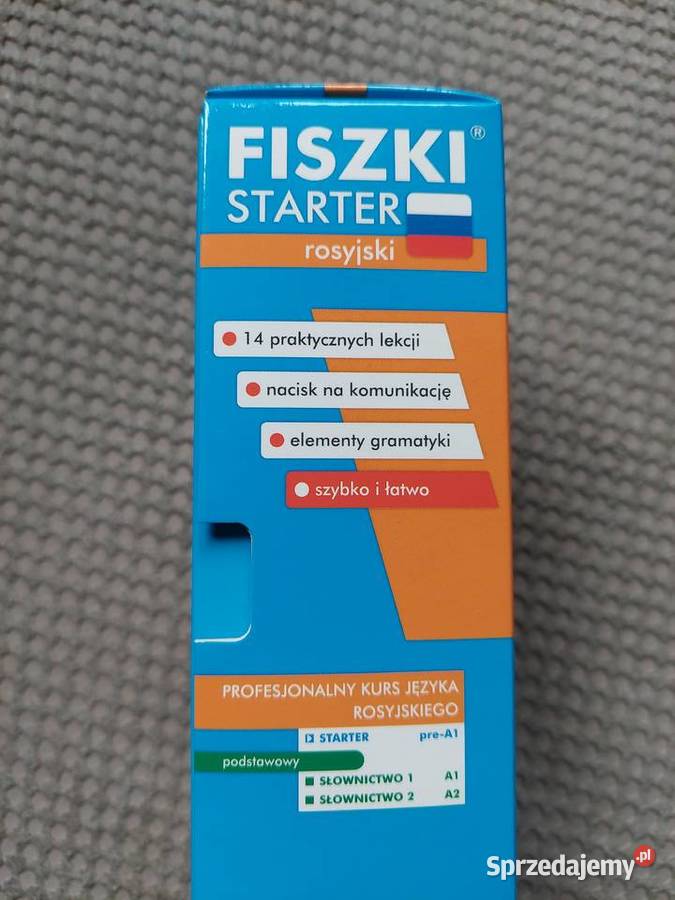 FISZKI®
STARTER
rosyjski
14 praktycznych lekcji
nacisk na komunikację
elementy gramatyki
szybko i łatwo
PROFESJONALNY KURS JĘZYKA
ROSYJSKIEGO
STARTER pre-A1
podstawowy
SŁOWNICTWO 1 A1
SŁOWNICTWO 2 A2
Sprzedajemy.pl